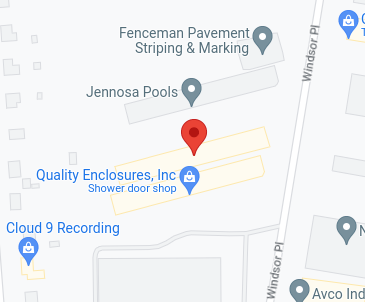 Fenceman Pavement
Striping & Marking
Windsor Pl
C
T
Jennosa Pools
Quality Enclosures, Inc
Shower door shop
Cloud 9 Recording
N
Windsor Pl
Avco Ind